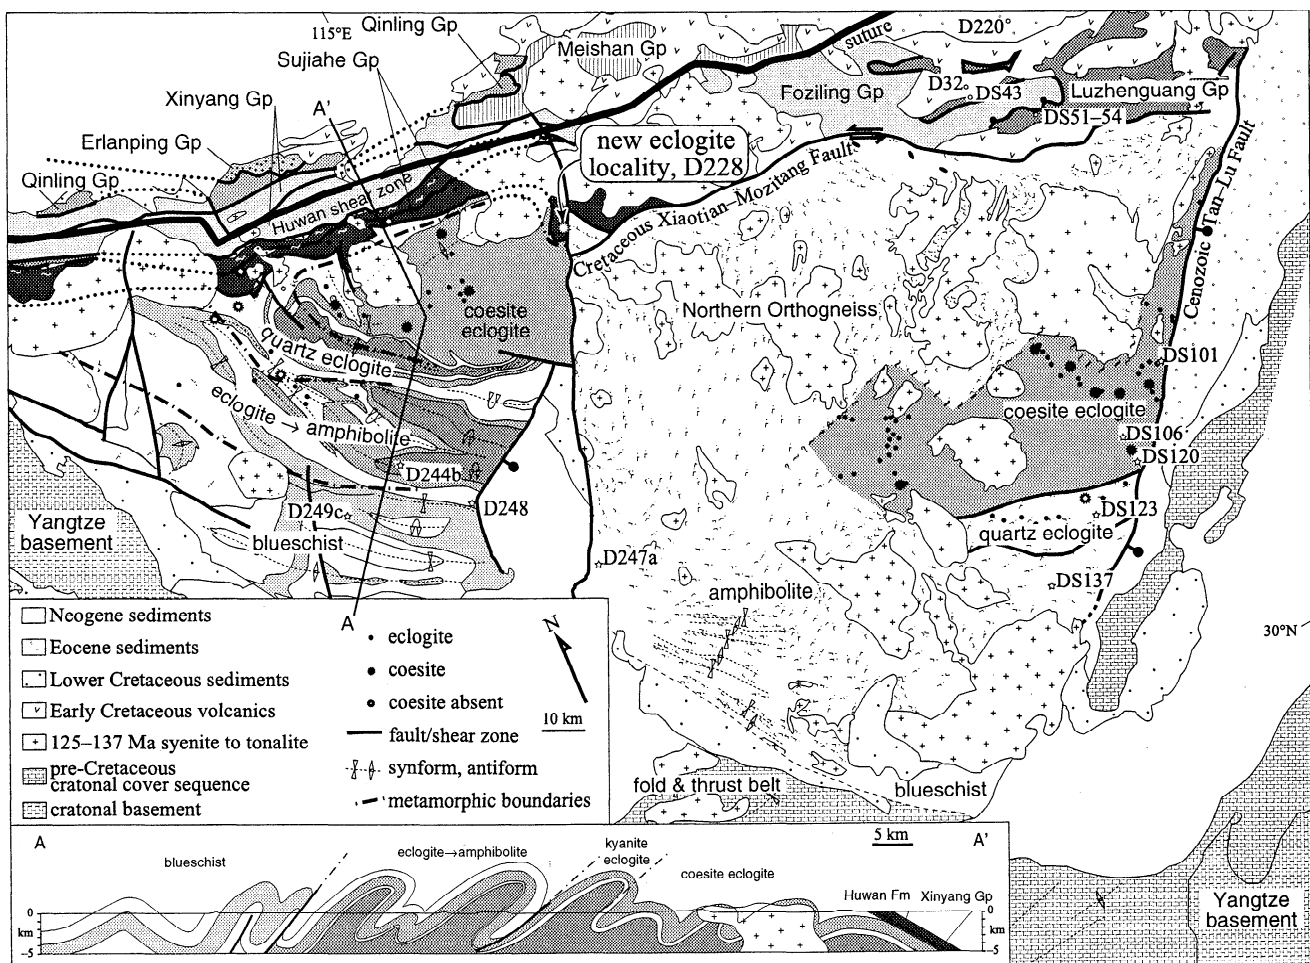 115°E
Qinling Gp
Sujiahe Gp
Meishan Gp
suture
D220
Xinyang Gp
A'
Foziling Gp
D32
DS43
Luzhenguang Gp
DS51–54
Erlanping Gp
new eclogite
locality, D228
Qinling Gp
Huwan shear zone
Cretaceous Xiaotian–Mozitang Fault
Cenozoic Tan–Lu Fault
coesite
eclogite
Northern Orthogneiss
quartz eclogite
DS101
coesite eclogite
eclogite → amphibolite
DS106
DS120
D244b
D248
D249c
DS123
Yangtze
basement
blueschist
quartz eclogite
D247a
DS137
amphibolite
30°N
A
N
10 km
Neogene sediments
Eocene sediments
Lower Cretaceous sediments
Early Cretaceous volcanics
125–137 Ma syenite to tonalite
pre-Cretaceous
cratonal cover sequence
cratonal basement
eclogite
coesite
coesite absent
fault/shear zone
synform, antiform
metamorphic boundaries
fold & thrust belt
blueschist
A
5 km
A'
blueschist
eclogite→amphibolite
kyanite
eclogite
coesite eclogite
Huwan Fm
Xinyang Gp
0
km
–5
0
km
–5
Yangtze
basement